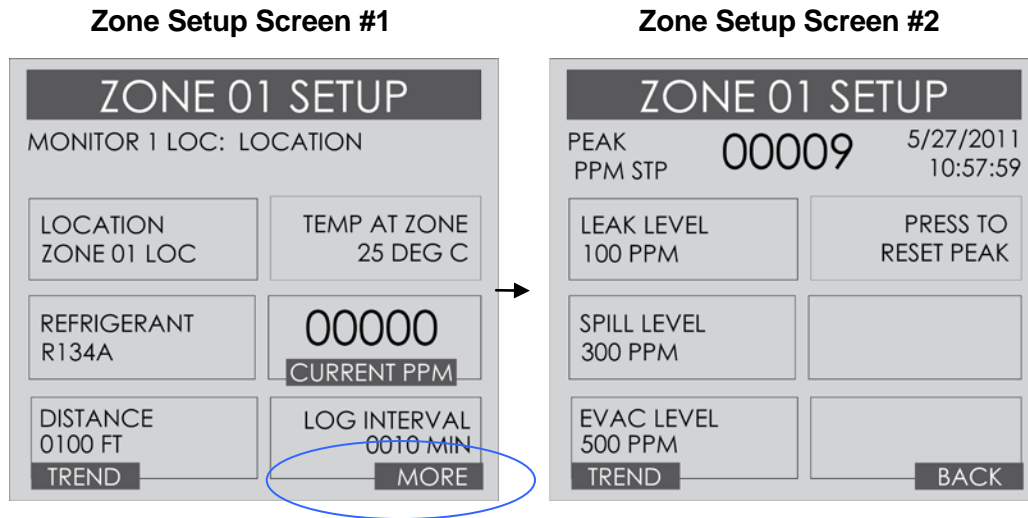 Zone Setup Screen #1
ZONE 01 SETUP
MONITOR 1 LOC: LOCATION
LOCATION
ZONE 01 LOC
TEMP AT ZONE
25 DEG C
REFRIGERANT
R134A
00000
CURRENT PPM
DISTANCE
0100 FT
LOG INTERVAL
0010 MIN
TREND
MORE
Zone Setup Screen #2
ZONE 01 SETUP
PEAK
PPM STP
00009
5/27/2011
10:57:59
LEAK LEVEL
100 PPM
PRESS TO
RESET PEAK
SPILL LEVEL
300 PPM
EVAC LEVEL
500 PPM
TREND
BACK